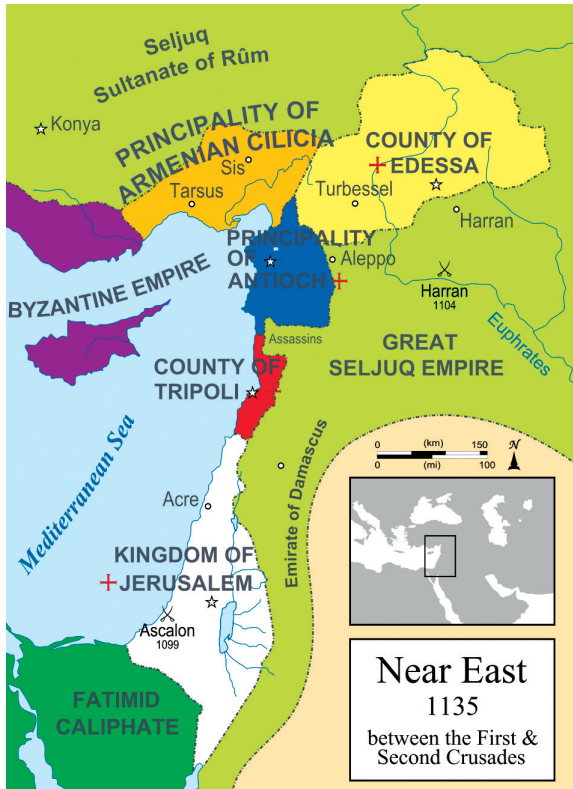 Seljuq
Sultanate of Rûm
Konya
PRINCIPALITY OF
ARMENIAN CILICIA
Sis
Tarsus
COUNTY OF
EDESSA
Turbessel
Harran
PRINCIPALITY
OF
ANTIOCH
Aleppo
Harran
1104
BYZANTINE EMPIRE
Euphrates
Assassins
GREAT
SELJUQ EMPIRE
COUNTY OF
TRIPOLI
Mediterranean Sea
Emirate of Damascus
0 (km) 150
0 (mi) 100
N
Acre
KINGDOM OF
JERUSALEM
Ascalon
1099
FATIMID
CALIPHATE
Near East
1135
between the First &
Second Crusades